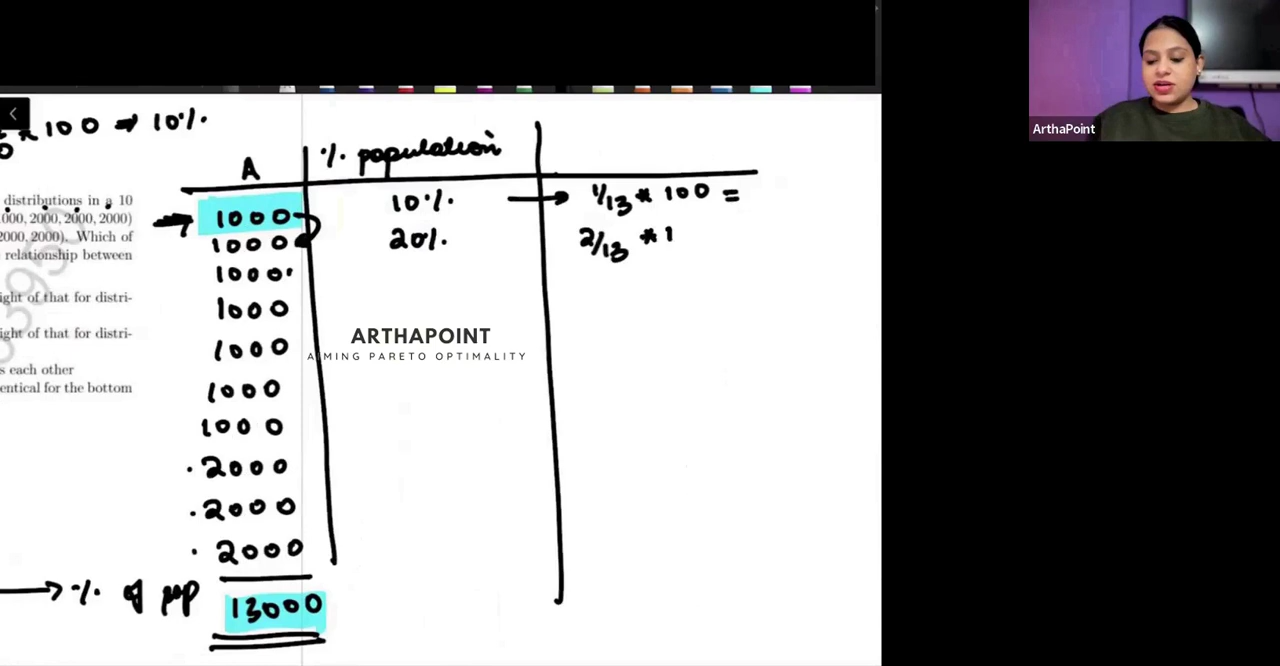 * 100 → 10%.
A | % population
distributions in a 10
000, 2000, 2000, 2000)
2000, 2000). Which of
relationship between
ight of that for distri-
ight of that for distri-
s each other
entical for the bottom
1000 10%. → 1/13 * 100 =
1000 20%. 2/13 * 1
1000
1000
1000
1000
1000
2000
2000
2000
→ % of pop 13000
ARTHAPOINT
AIMING PARETO OPTIMALITY
ArthaPoint